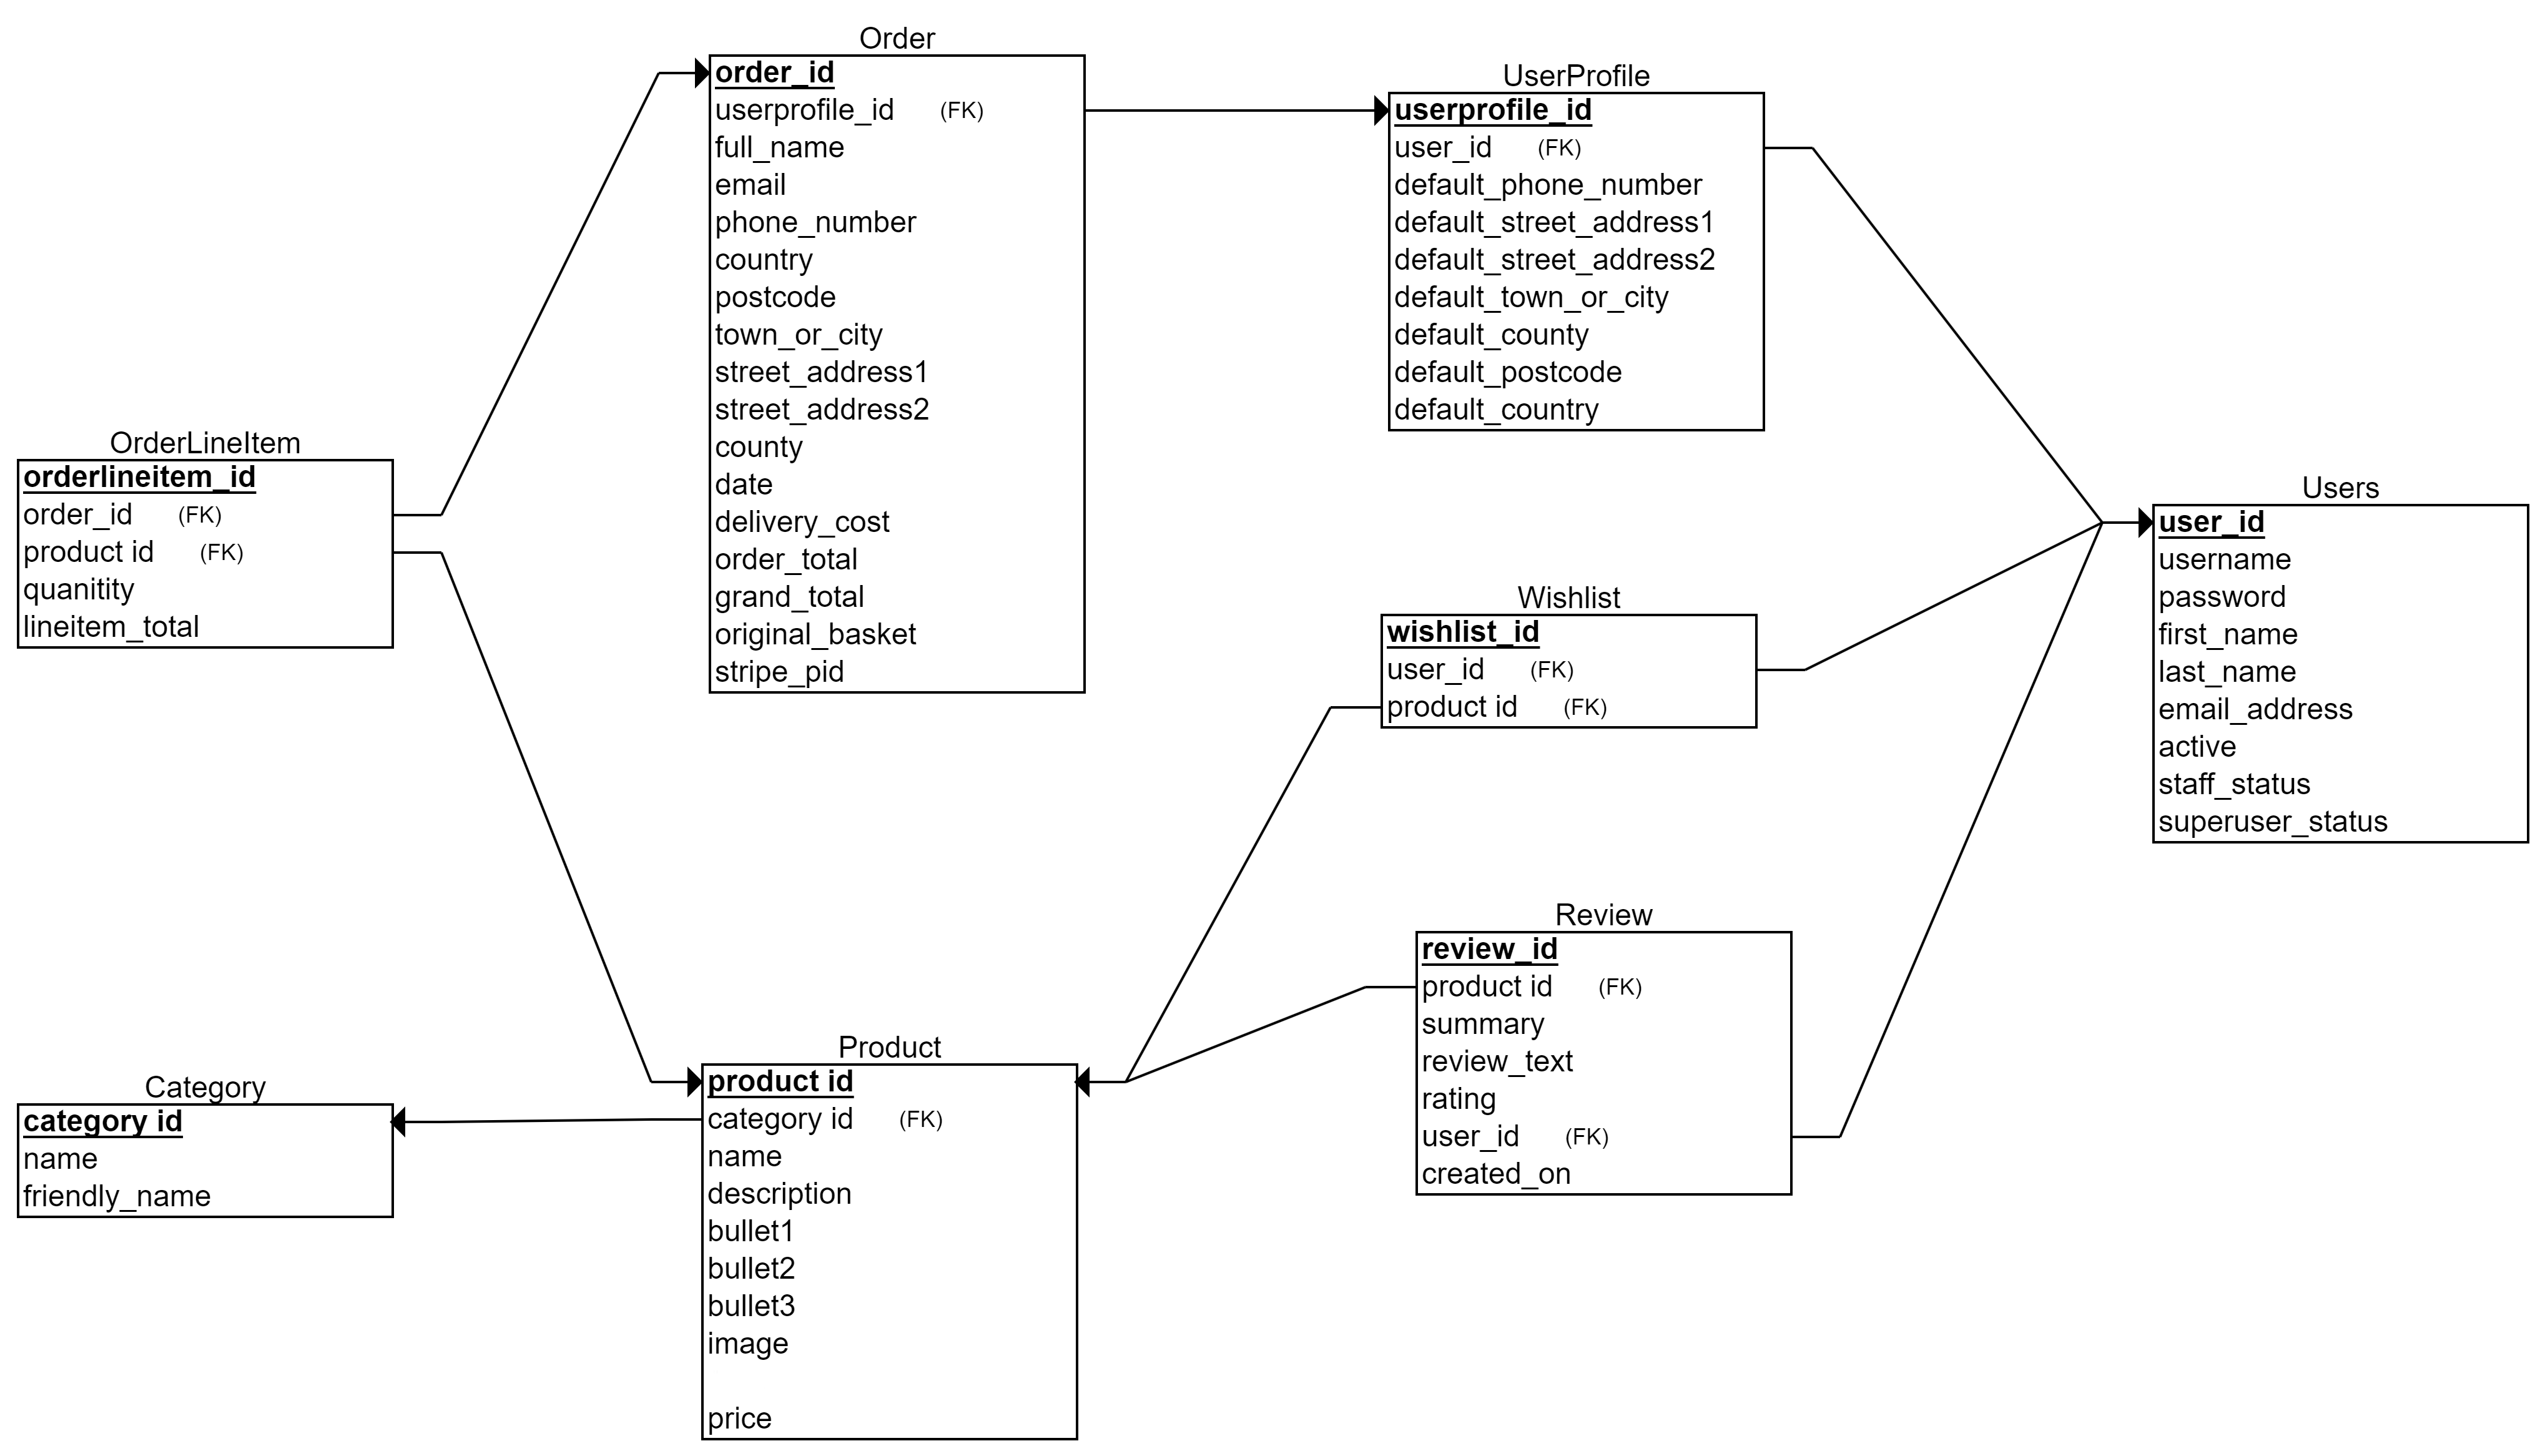 Order
order_id
userprofile_id (FK)
full_name
email
phone_number
country
postcode
town_or_city
street_address1
street_address2
county
date
delivery_cost
order_total
grand_total
original_basket
stripe_pid
UserProfile
userprofile_id
user_id (FK)
default_phone_number
default_street_address1
default_street_address2
default_town_or_city
default_county
default_postcode
default_country
OrderLineItem
orderlineitem_id
order_id (FK)
product id (FK)
quanitity
lineitem_total
Users
user_id
username
password
first_name
last_name
email_address
active
staff_status
superuser_status
Wishlist
wishlist_id
user_id (FK)
product id (FK)
Review
review_id
product id (FK)
summary
review_text
rating
user_id (FK)
created_on
Product
product id
category id (FK)
name
description
bullet1
bullet2
bullet3
image
price
Category
category id
name
friendly_name